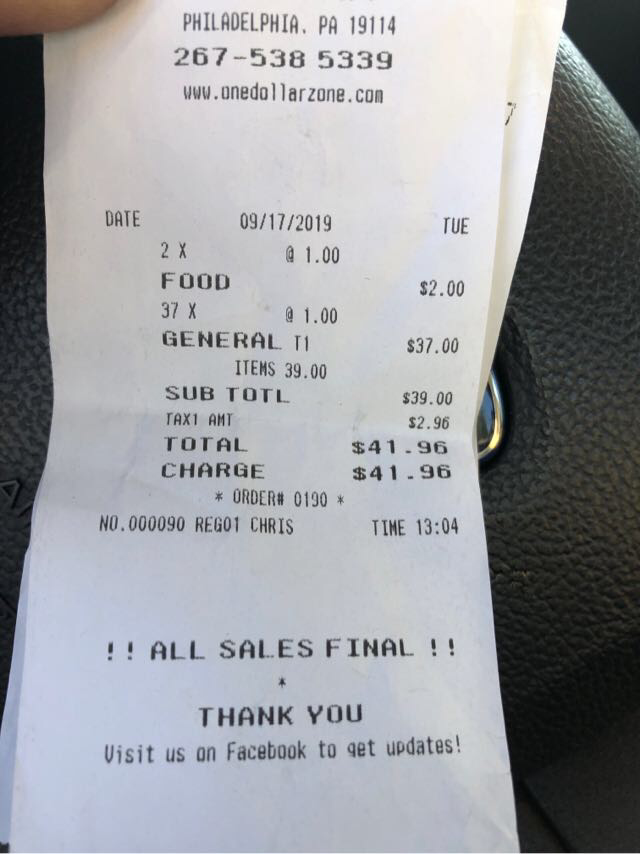 PHILADELPHIA, PA 19114
267-538 5339
www.onedollarzone.com
DATE 09/17/2019 TUE
2 X @ 1.00
FOOD $2.00
37 X @ 1.00
GENERAL T1 $37.00
ITEMS 39.00
SUB TOTL $39.00
TAX1 AMT $2.96
TOTAL $41.96
CHARGE $41.96
* ORDER# 0190 *
NO.000090 REG01 CHRIS TIME 13:04
!! ALL SALES FINAL !!
*
THANK YOU
Visit us on Facebook to get updates!